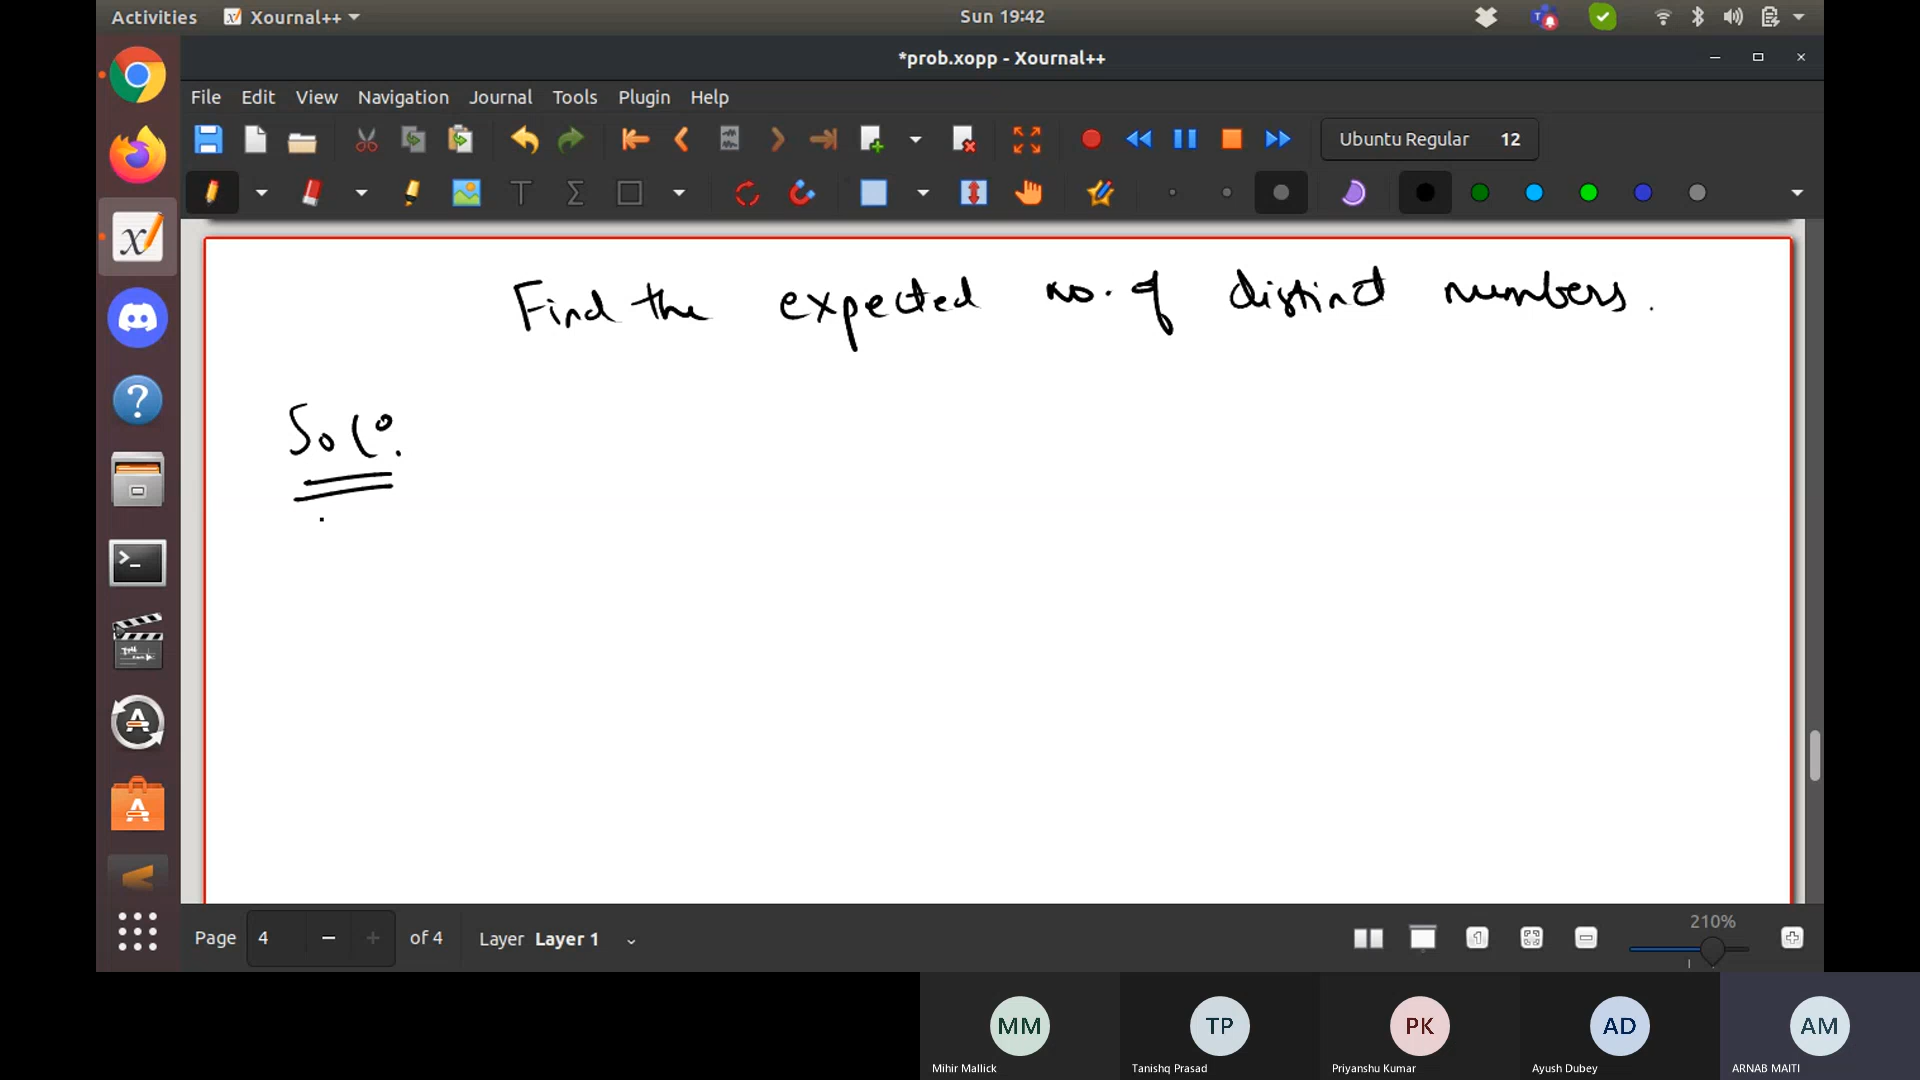 Activities Xournal++ Sun 19:42
*prob.xopp - Xournal++
File Edit View Navigation Journal Tools Plugin Help
Ubuntu Regular 12
Find the expected no. of distinct numbers.
Sol°.
Page 4 of 4 Layer Layer 1 210%
MM TP PK AD AM
Mihir Mallick Tanishq Prasad Priyanshu Kumar Ayush Dubey ARNAB MAITI